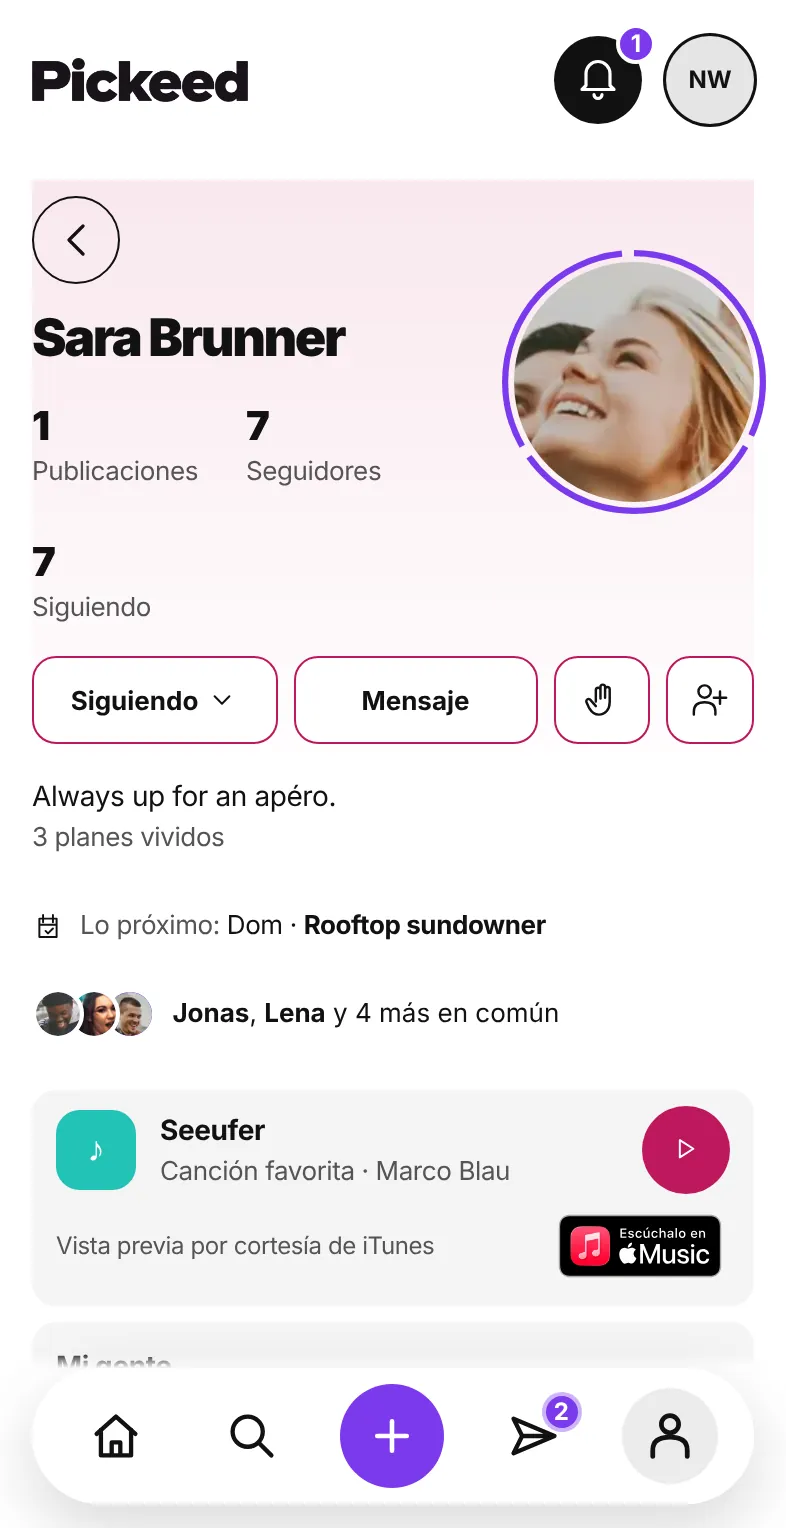 Pickeed
1
NW
Sara Brunner
1
Publicaciones
7
Seguidores
7
Siguiendo
Siguiendo
Mensaje
Always up for an apéro.
3 planes vividos
Lo próximo: Dom · Rooftop sundowner
Jonas, Lena y 4 más en común
Seeufer
Canción favorita · Marco Blau
Vista previa por cortesía de iTunes
Escúchalo en
Music
Mi gente
2